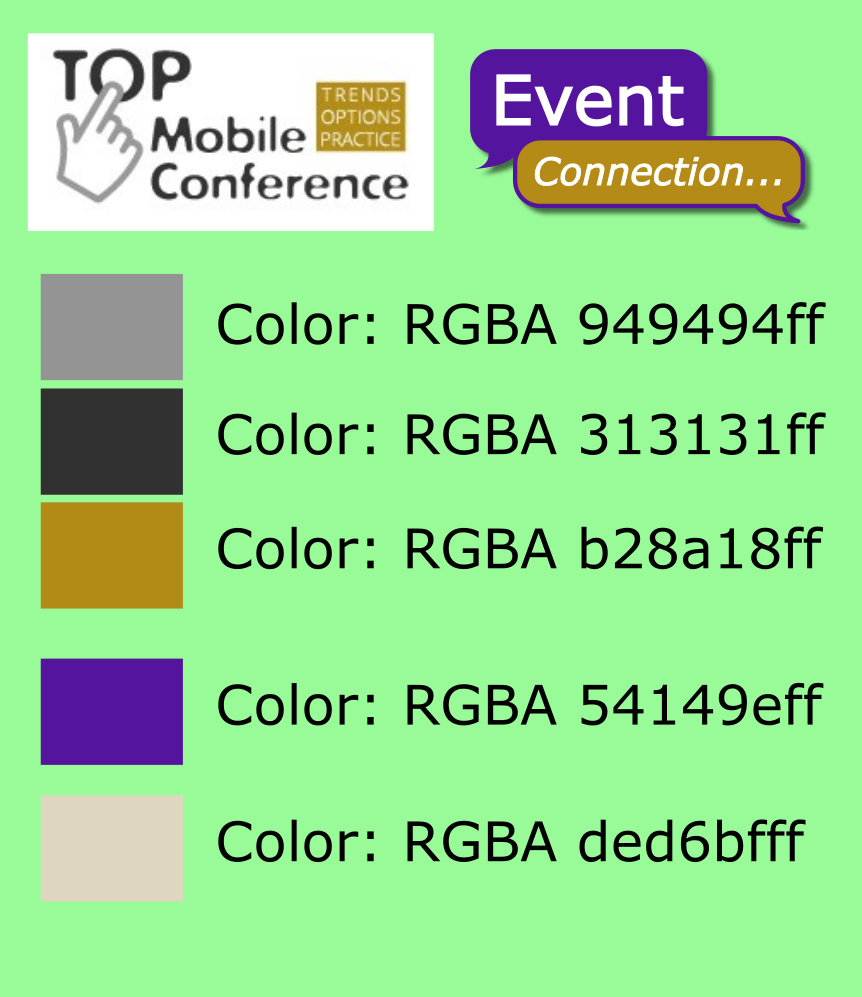 TOP
Mobile
Conference
TRENDS
OPTIONS
PRACTICE
Event
Connection...
Color: RGBA 949494ff
Color: RGBA 313131ff
Color: RGBA b28a18ff
Color: RGBA 54149eff
Color: RGBA ded6bfff